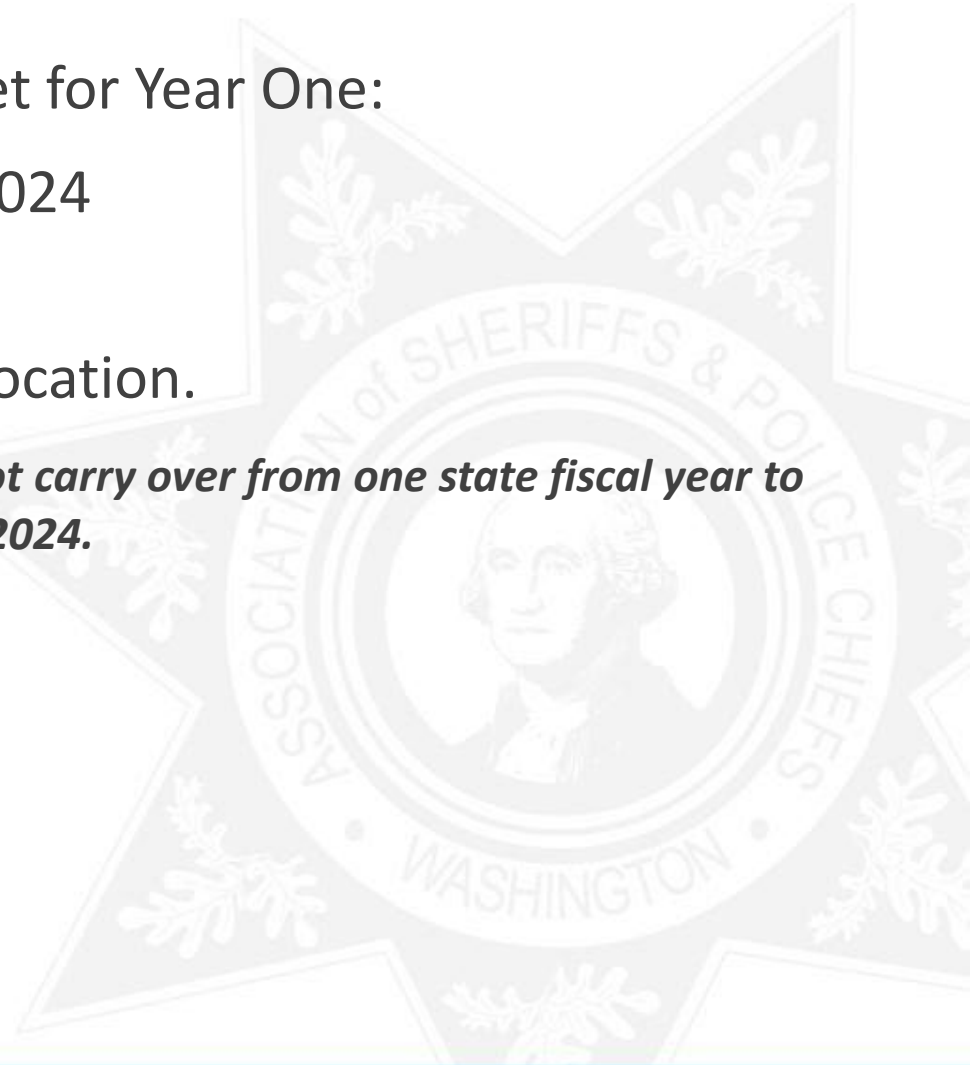 et for Year One:
024
ocation.
ot carry over from one state fiscal year to
2024.
ASSOCIATION of SHERIFFS & POLICE CHIEFS
• WASHINGTON •